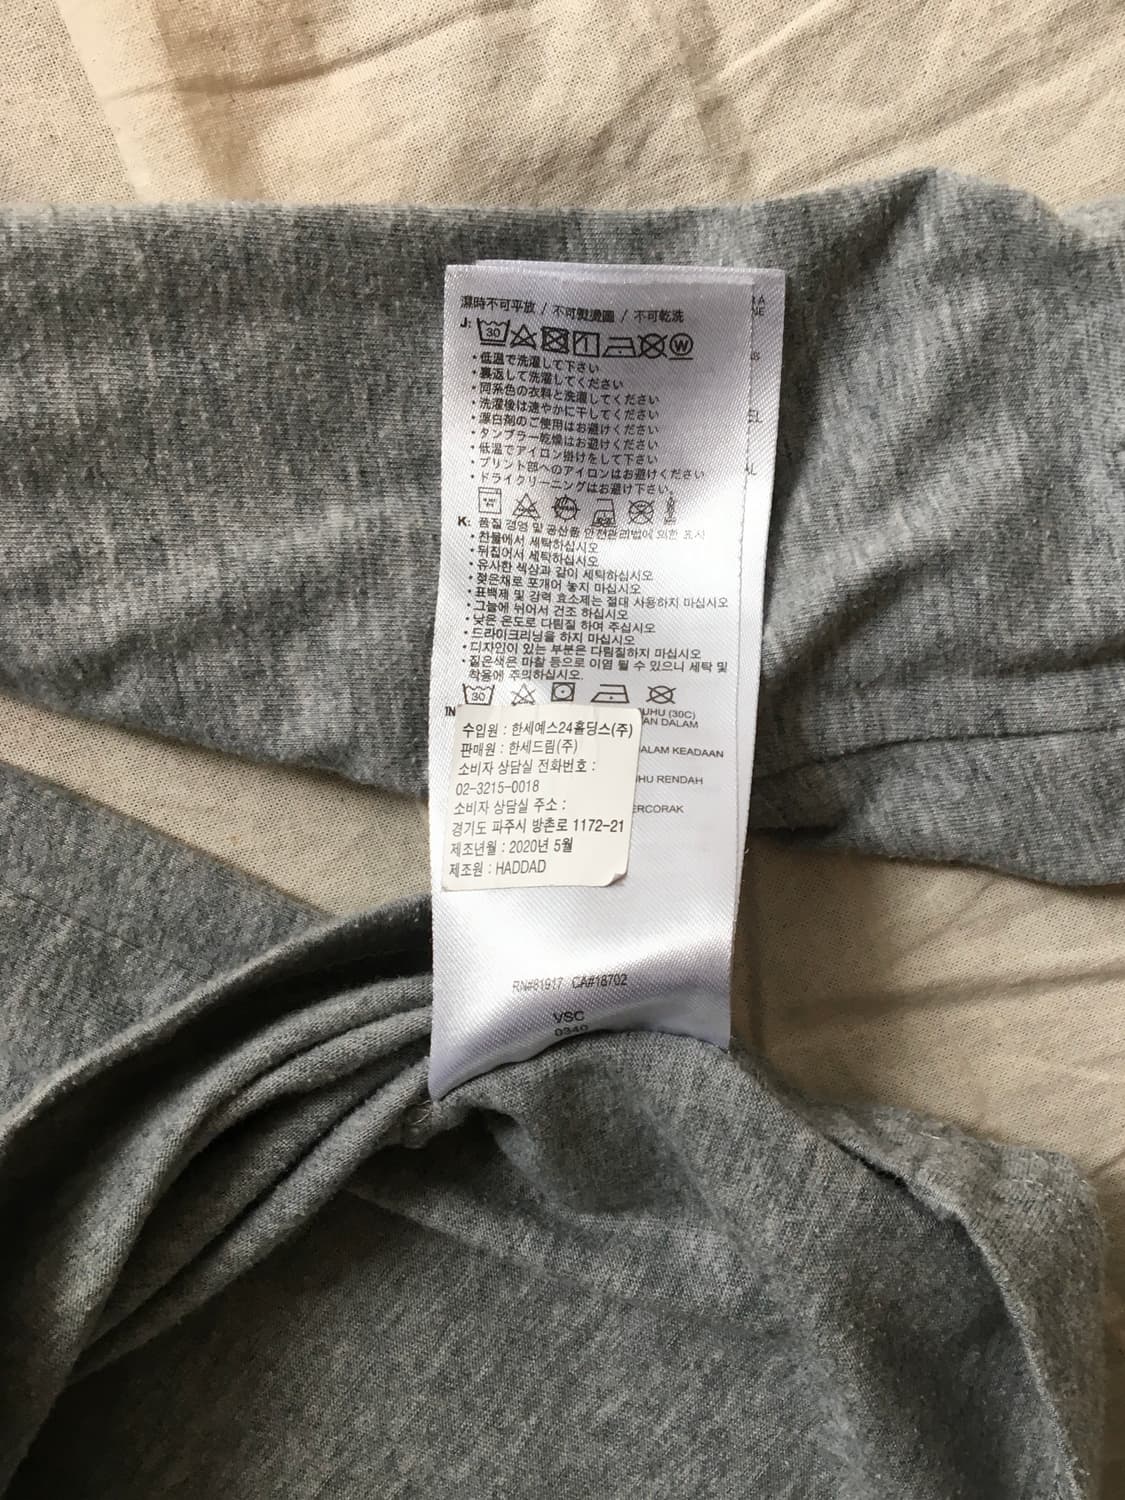 濕時不可平放 / 不可熨燙圖 / 不可乾洗
J: 30 W
・低温で洗濯して下さい
・裏返して洗濯してください
・同系色の衣料と洗濯してください
・洗濯後は速やかに干してください
・漂白剤のご使用はお避けください
・タンブラー乾燥はお避けください
・低温でアイロン掛けをして下さい
・プリント部へのアイロンはお避けください
・ドライクリーニングはお避け下さい。
K: 품질 경영 및 공산품 안전관리법에 의한 표시
• 찬물에서 세탁하십시오
• 뒤집어서 세탁하십시오
• 유사한 색상과 같이 세탁하십시오
• 젖은채로 포개어 놓지 마십시오
• 표백제 및 강력 효소제는 절대 사용하지 마십시오
• 그늘에 뉘어서 건조 하십시오
• 낮은 온도로 다림질 하여 주십시오
• 드라이크리닝을 하지 마십시오
• 디자인이 있는 부분은 다림질하지 마십시오
• 짙은색은 마찰 등으로 이염 될 수 있으니 세탁 및
착용에 주의하십시오.
30
IN
UHU (30C)
AN DALAM
ALAM KEADAAN
HU RENDAH
ERCORAK
수입원 : 한세예스24홀딩스(주)
판매원 : 한세드림(주)
소비자 상담실 전화번호 :
02-3215-0018
소비자 상담실 주소 :
경기도 파주시 방촌로 1172-21
제조년월 : 2020년 5월
제조원 : HADDAD
RN#81917 CA#18702
VSC
0340